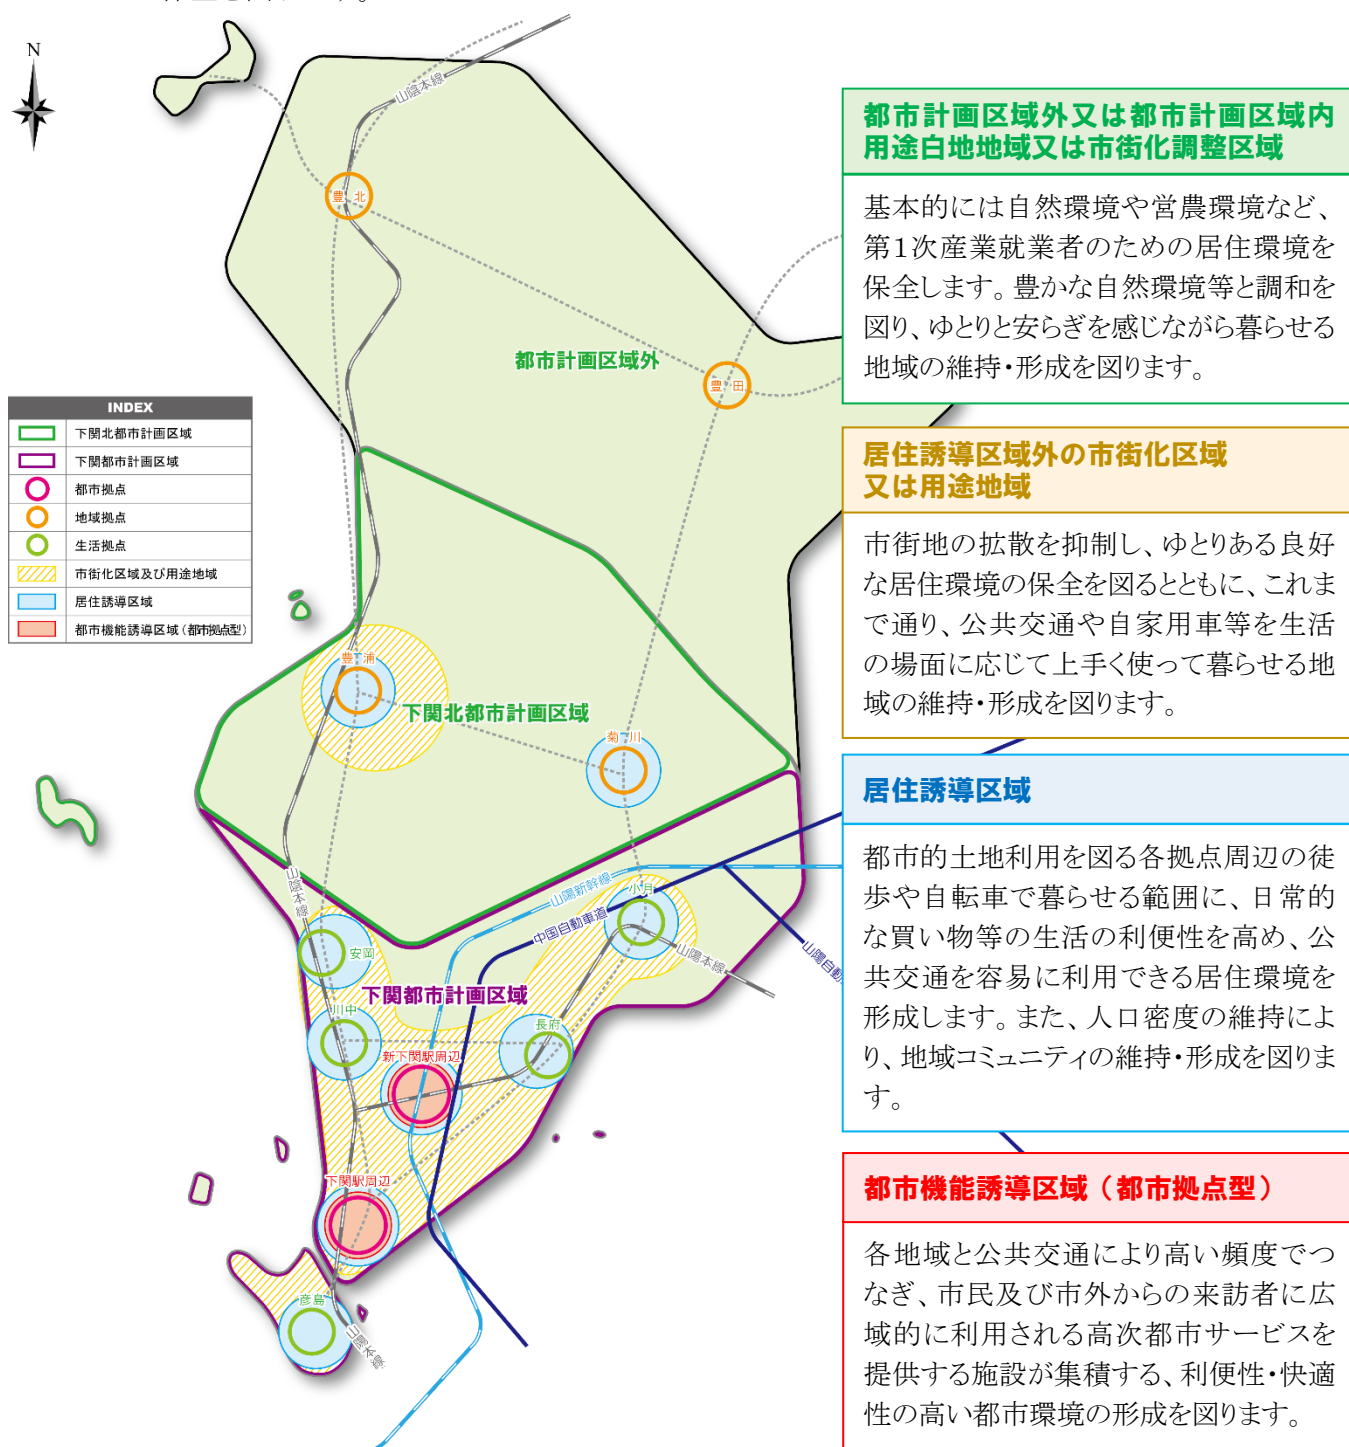 N
山陰本線
豊北
都市計画区域外
豊田
INDEX
下関北都市計画区域
下関都市計画区域
都市拠点
地域拠点
生活拠点
市街化区域及び用途地域
居住誘導区域
都市機能誘導区域（都市拠点型）
豊浦
下関北都市計画区域
菊川
山陰本線
山陽新幹線
小月
中国自動車道
安岡
山陽本線
山陽自動
下関都市計画区域
川中
長府
新下関駅周辺
下関駅周辺
彦島
山陽本線
都市計画区域外又は都市計画区域内
用途白地地域又は市街化調整区域
基本的には自然環境や営農環境など、
第1次産業就業者のための居住環境を
保全します。豊かな自然環境等と調和を
図り、ゆとりと安らぎを感じながら暮らせる
地域の維持・形成を図ります。
居住誘導区域外の市街化区域
又は用途地域
市街地の拡散を抑制し、ゆとりある良好
な居住環境の保全を図るとともに、これま
で通り、公共交通や自家用車等を生活
の場面に応じて上手く使って暮らせる地
域の維持・形成を図ります。
居住誘導区域
都市的土地利用を図る各拠点周辺の徒
歩や自転車で暮らせる範囲に、日常的
な買い物等の生活の利便性を高め、公
共交通を容易に利用できる居住環境を
形成します。また、人口密度の維持によ
り、地域コミュニティの維持・形成を図りま
す。
都市機能誘導区域（都市拠点型）
各地域と公共交通により高い頻度でつ
なぎ、市民及び市外からの来訪者に広
域的に利用される高次都市サービスを
提供する施設が集積する、利便性・快適
性の高い都市環境の形成を図ります。